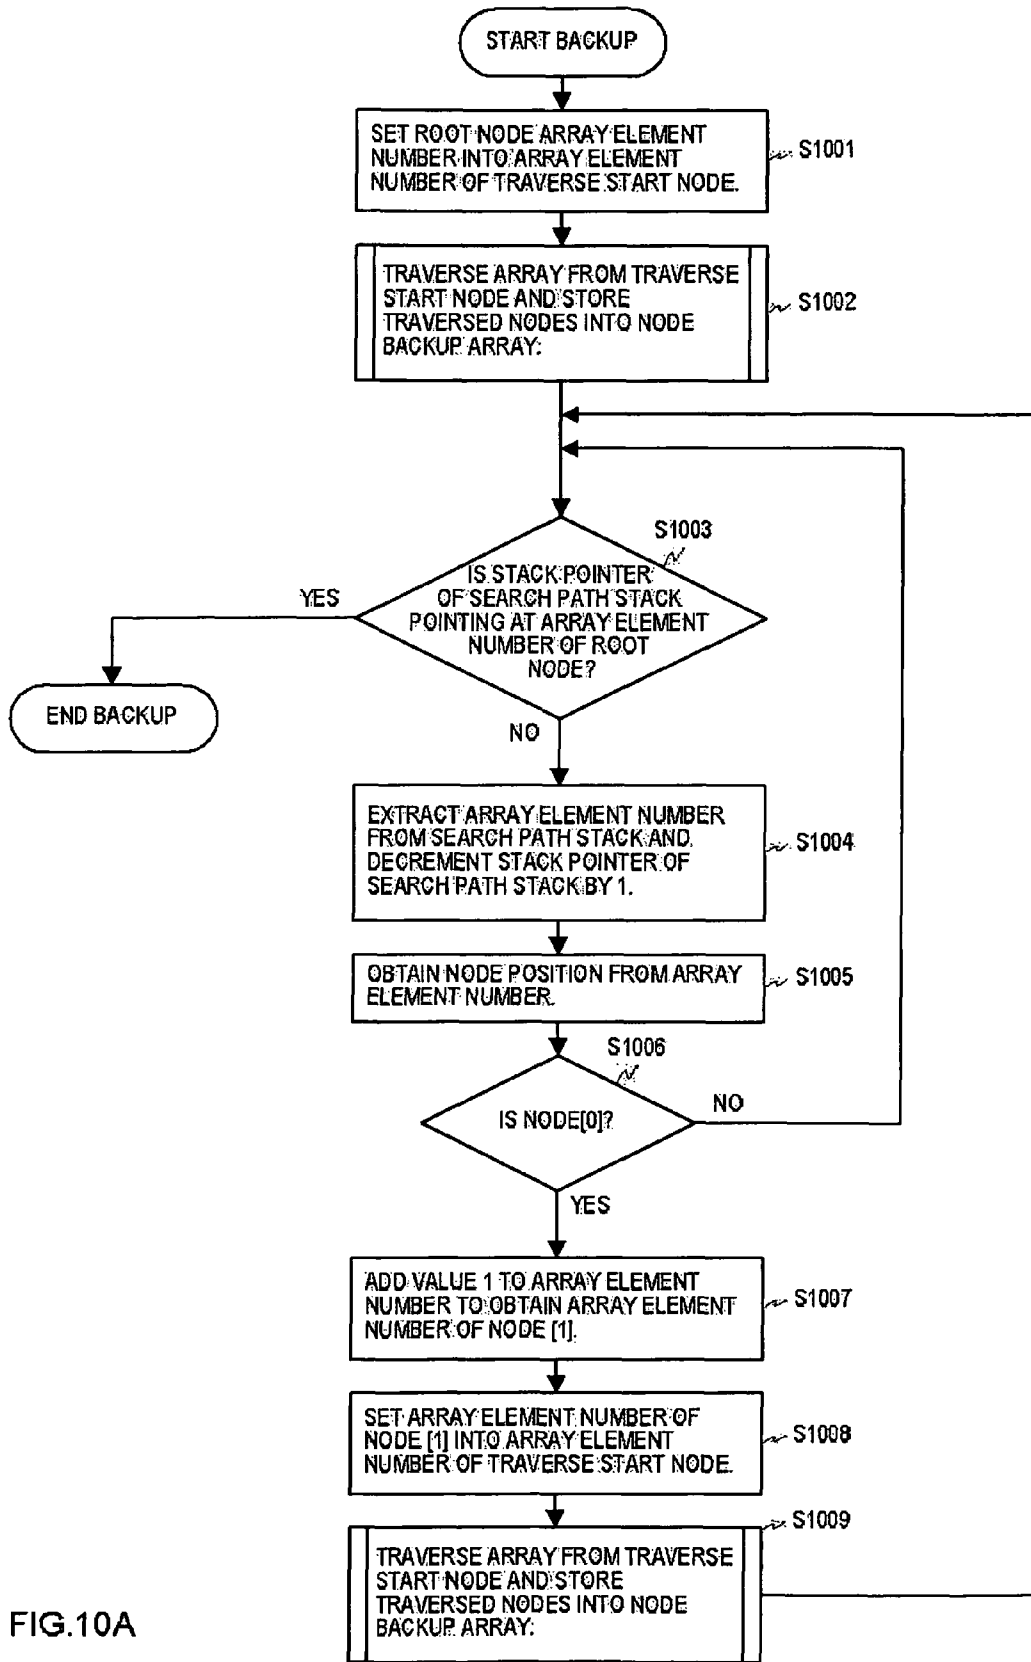 START BACKUP
SET ROOT NODE ARRAY ELEMENT
NUMBER INTO ARRAY ELEMENT
NUMBER OF TRAVERSE START NODE.
S1001
TRAVERSE ARRAY FROM TRAVERSE
START NODE AND STORE
TRAVERSED NODES INTO NODE
BACKUP ARRAY.
S1002
S1003
IS STACK POINTER
OF SEARCH PATH STACK
POINTING AT ARRAY ELEMENT
NUMBER OF ROOT
NODE?
YES
END BACKUP
NO
EXTRACT ARRAY ELEMENT NUMBER
FROM SEARCH PATH STACK AND
DECREMENT STACK POINTER OF
SEARCH PATH STACK BY 1.
S1004
OBTAIN NODE POSITION FROM ARRAY
ELEMENT NUMBER.
S1005
S1006
IS NODE[0]?
NO
YES
ADD VALUE 1 TO ARRAY ELEMENT
NUMBER TO OBTAIN ARRAY ELEMENT
NUMBER OF NODE [1].
S1007
SET ARRAY ELEMENT NUMBER OF
NODE [1] INTO ARRAY ELEMENT
NUMBER OF TRAVERSE START NODE.
S1008
S1009
TRAVERSE ARRAY FROM TRAVERSE
START NODE AND STORE
TRAVERSED NODES INTO NODE
BACKUP ARRAY.
FIG.10A